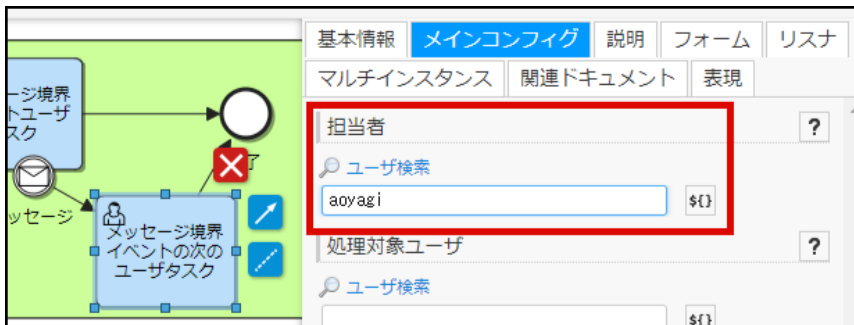 基本情報 メインコンフィグ 説明 フォーム リスナ
マルチインスタンス 関連ドキュメント 表現
担当者 ?
ユーザ検索
aoyagi ${}
処理対象ユーザ ?
ユーザ検索
${}
ージ境界
トユーザ
スク
了
ッセージ
メッセージ境界
イベントの次の
ユーザタスク